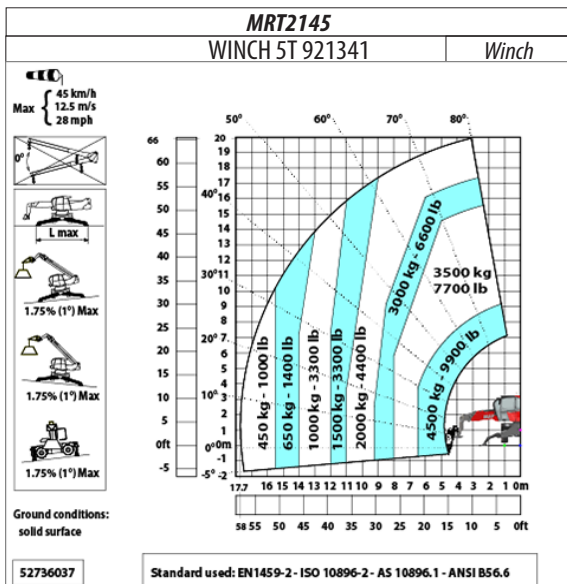 MRT2145
WINCH 5T 921341 Winch
Max 45 km/h
12.5 m/s
28 mph
0°
L max
1.75% (1°) Max
1.75% (1°) Max
1.75% (1°) Max
Ground conditions:
solid surface
52736037
50° 60° 70° 80°
40°
30°
20°
10°
0°
-5°
66
60
55
50
45
40
35
30
25
20
15
10
5
0ft
-5
20
19
18
17
16
15
14
13
12
11
10
9
8
7
6
5
4
3
2
1
0m
-1
-2
450 kg - 1000 lb
650 kg - 1400 lb
1000 kg - 3300 lb
1500 kg - 3300 lb
2000 kg - 4400 lb
3000 kg - 6600 lb
3500 kg
7700 lb
4500 kg - 9900 lb
17.7 16 15 14 13 12 11 10 9 8 7 6 5 4 3 2 1 0m
58 55 50 45 40 35 30 25 20 15 10 5 0ft
Standard used: EN1459-2 - ISO 10896-2 - AS 10896.1 - ANSI B56.6